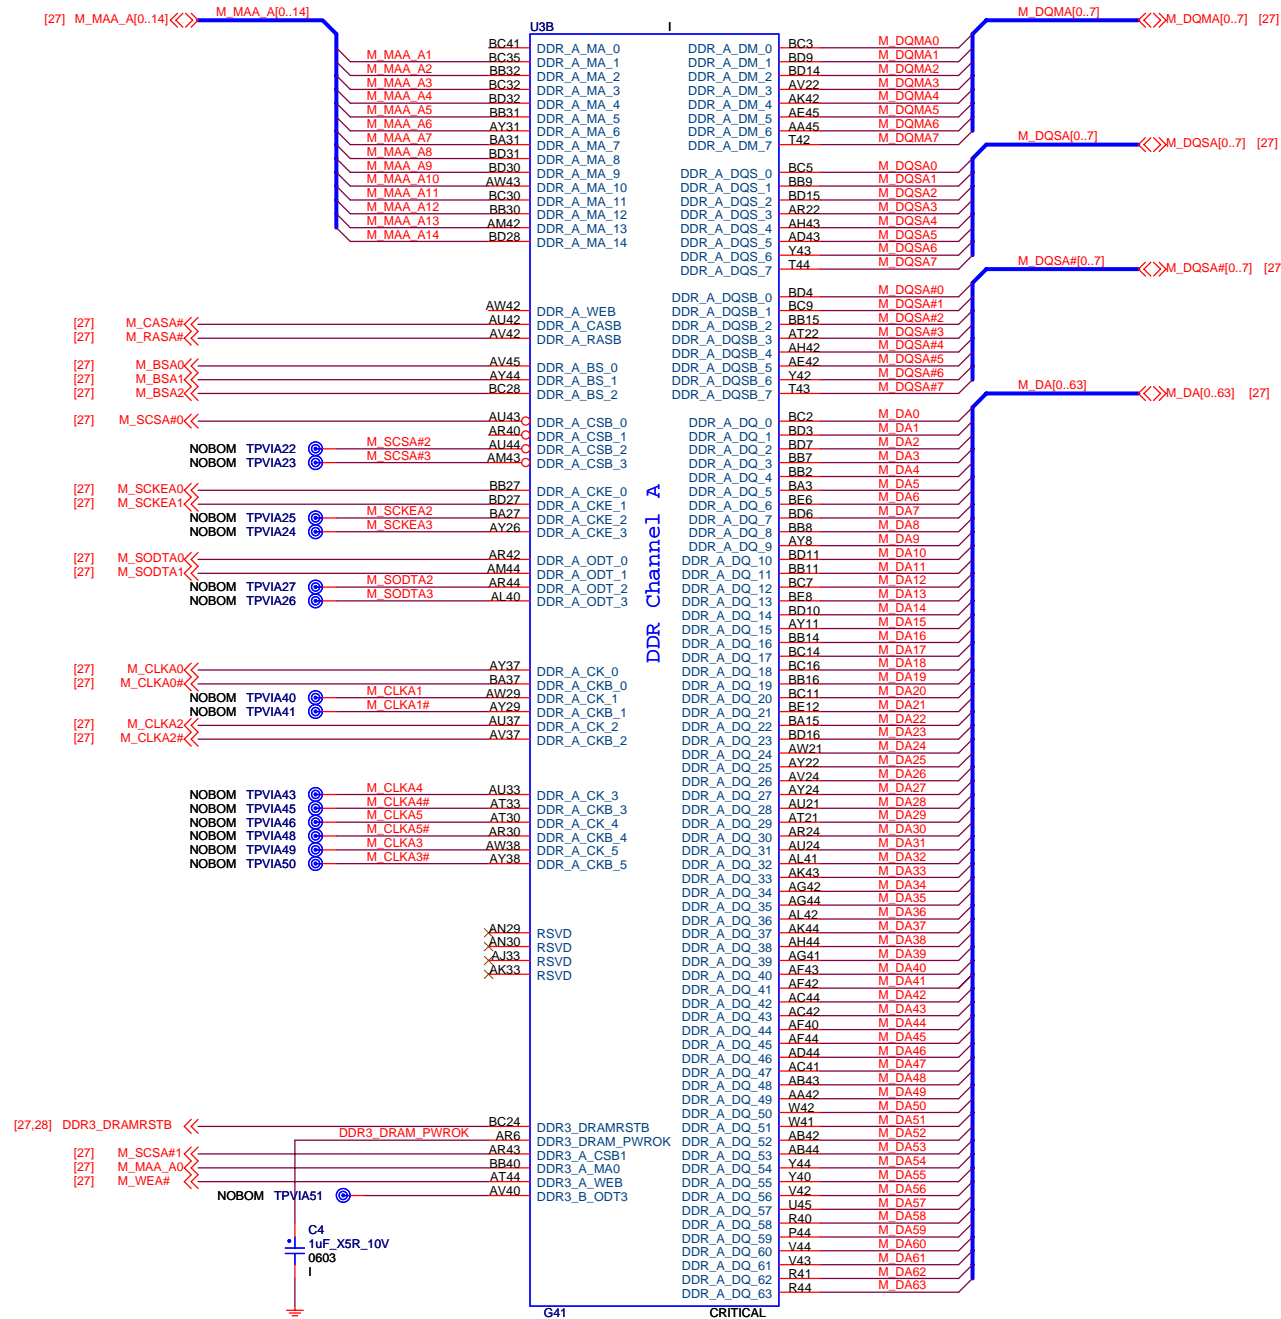 [27] M_MAA_A[0..14] M_MAA_A[0..14]
U3B I
M_DQMA[0..7] M_DQMA[0..7] [27]
BC41 DDR_A_MA_0
M_MAA_A1 BC35 DDR_A_MA_1
M_MAA_A2 BB32 DDR_A_MA_2
M_MAA_A3 BC32 DDR_A_MA_3
M_MAA_A4 BD32 DDR_A_MA_4
M_MAA_A5 BB31 DDR_A_MA_5
M_MAA_A6 AY31 DDR_A_MA_6
M_MAA_A7 BA31 DDR_A_MA_7
M_MAA_A8 BD31 DDR_A_MA_8
M_MAA_A9 BD30 DDR_A_MA_9
M_MAA_A10 AW43 DDR_A_MA_10
M_MAA_A11 BC30 DDR_A_MA_11
M_MAA_A12 BB30 DDR_A_MA_12
M_MAA_A13 AM42 DDR_A_MA_13
M_MAA_A14 BD28 DDR_A_MA_14
AW42 DDR_A_WEB
[27] M_CASA# AU42 DDR_A_CASB
[27] M_RASA# AV42 DDR_A_RASB
[27] M_BSA0 AV45 DDR_A_BS_0
[27] M_BSA1 AY44 DDR_A_BS_1
[27] M_BSA2 BC28 DDR_A_BS_2
[27] M_SCSA#0 AU43 DDR_A_CSB_0
AR40 DDR_A_CSB_1
NOBOM TPVIA22 M_SCSA#2 AU44 DDR_A_CSB_2
NOBOM TPVIA23 M_SCSA#3 AM43 DDR_A_CSB_3
[27] M_SCKEA0 BB27 DDR_A_CKE_0
[27] M_SCKEA1 BD27 DDR_A_CKE_1
NOBOM TPVIA25 M_SCKEA2 BA27 DDR_A_CKE_2
NOBOM TPVIA24 M_SCKEA3 AY26 DDR_A_CKE_3
[27] M_SODTA0 AR42 DDR_A_ODT_0
[27] M_SODTA1 AM44 DDR_A_ODT_1
NOBOM TPVIA27 M_SODTA2 AR44 DDR_A_ODT_2
NOBOM TPVIA26 M_SODTA3 AL40 DDR_A_ODT_3
[27] M_CLKA0 AY37 DDR_A_CK_0
[27] M_CLKA0# BA37 DDR_A_CKB_0
NOBOM TPVIA40 M_CLKA1 AW29 DDR_A_CK_1
NOBOM TPVIA41 M_CLKA1# AY29 DDR_A_CKB_1
[27] M_CLKA2 AU37 DDR_A_CK_2
[27] M_CLKA2# AV37 DDR_A_CKB_2
NOBOM TPVIA43 M_CLKA4 AU33 DDR_A_CK_3
NOBOM TPVIA45 M_CLKA4# AT33 DDR_A_CKB_3
NOBOM TPVIA46 M_CLKA5 AT30 DDR_A_CK_4
NOBOM TPVIA48 M_CLKA5# AR30 DDR_A_CKB_4
NOBOM TPVIA49 M_CLKA3 AW38 DDR_A_CK_5
NOBOM TPVIA50 M_CLKA3# AY38 DDR_A_CKB_5
AN29 RSVD
AN30 RSVD
AJ33 RSVD
AK33 RSVD
[27,28] DDR3_DRAMRSTB BC24 DDR3_DRAMRSTB
DDR3_DRAM_PWROK AR6 DDR3_DRAM_PWROK
[27] M_SCSA#1 AR43 DDR3_A_CSB1
[27] M_MAA_A0 BB40 DDR3_A_MA0
[27] M_WEA# AT44 DDR3_A_WEB
NOBOM TPVIA51 AV40 DDR3_B_ODT3
C4
1uF_X5R_10V
0603
I
DDR Channel A
DDR_A_DM_0 BC3 M_DQMA0
DDR_A_DM_1 BD9 M_DQMA1
DDR_A_DM_2 BD14 M_DQMA2
DDR_A_DM_3 AV22 M_DQMA3
DDR_A_DM_4 AK42 M_DQMA4
DDR_A_DM_5 AE45 M_DQMA5
DDR_A_DM_6 AA45 M_DQMA6
DDR_A_DM_7 T42 M_DQMA7
M_DQSA[0..7] M_DQSA[0..7] [27]
DDR_A_DQS_0 BC5 M_DQSA0
DDR_A_DQS_1 BB9 M_DQSA1
DDR_A_DQS_2 BD15 M_DQSA2
DDR_A_DQS_3 AR22 M_DQSA3
DDR_A_DQS_4 AH43 M_DQSA4
DDR_A_DQS_5 AD43 M_DQSA5
DDR_A_DQS_6 Y43 M_DQSA6
DDR_A_DQS_7 T44 M_DQSA7
M_DQSA#[0..7] M_DQSA#[0..7] [27
DDR_A_DQSB_0 BD4 M_DQSA#0
DDR_A_DQSB_1 BC9 M_DQSA#1
DDR_A_DQSB_2 BB15 M_DQSA#2
DDR_A_DQSB_3 AT22 M_DQSA#3
DDR_A_DQSB_4 AH42 M_DQSA#4
DDR_A_DQSB_5 AE42 M_DQSA#5
DDR_A_DQSB_6 Y42 M_DQSA#6
DDR_A_DQSB_7 T43 M_DQSA#7
M_DA[0..63] M_DA[0..63] [27]
DDR_A_DQ_0 BC2 M_DA0
DDR_A_DQ_1 BD3 M_DA1
DDR_A_DQ_2 BD7 M_DA2
DDR_A_DQ_3 BB7 M_DA3
DDR_A_DQ_4 BB2 M_DA4
DDR_A_DQ_5 BA3 M_DA5
DDR_A_DQ_6 BE6 M_DA6
DDR_A_DQ_7 BD6 M_DA7
DDR_A_DQ_8 BB8 M_DA8
DDR_A_DQ_9 AY8 M_DA9
DDR_A_DQ_10 BD11 M_DA10
DDR_A_DQ_11 BB11 M_DA11
DDR_A_DQ_12 BC7 M_DA12
DDR_A_DQ_13 BE8 M_DA13
DDR_A_DQ_14 BD10 M_DA14
DDR_A_DQ_15 AY11 M_DA15
DDR_A_DQ_16 BB14 M_DA16
DDR_A_DQ_17 BC14 M_DA17
DDR_A_DQ_18 BC16 M_DA18
DDR_A_DQ_19 BB16 M_DA19
DDR_A_DQ_20 BC11 M_DA20
DDR_A_DQ_21 BE12 M_DA21
DDR_A_DQ_22 BA15 M_DA22
DDR_A_DQ_23 BD16 M_DA23
DDR_A_DQ_24 AW21 M_DA24
DDR_A_DQ_25 AY22 M_DA25
DDR_A_DQ_26 AV24 M_DA26
DDR_A_DQ_27 AY24 M_DA27
DDR_A_DQ_28 AU21 M_DA28
DDR_A_DQ_29 AT21 M_DA29
DDR_A_DQ_30 AR24 M_DA30
DDR_A_DQ_31 AU24 M_DA31
DDR_A_DQ_32 AL41 M_DA32
DDR_A_DQ_33 AK43 M_DA33
DDR_A_DQ_34 AG42 M_DA34
DDR_A_DQ_35 AG44 M_DA35
DDR_A_DQ_36 AL42 M_DA36
DDR_A_DQ_37 AK44 M_DA37
DDR_A_DQ_38 AH44 M_DA38
DDR_A_DQ_39 AG41 M_DA39
DDR_A_DQ_40 AF43 M_DA40
DDR_A_DQ_41 AF42 M_DA41
DDR_A_DQ_42 AC44 M_DA42
DDR_A_DQ_43 AC42 M_DA43
DDR_A_DQ_44 AF40 M_DA44
DDR_A_DQ_45 AF44 M_DA45
DDR_A_DQ_46 AD44 M_DA46
DDR_A_DQ_47 AC41 M_DA47
DDR_A_DQ_48 AB43 M_DA48
DDR_A_DQ_49 AA42 M_DA49
DDR_A_DQ_50 W42 M_DA50
DDR_A_DQ_51 W41 M_DA51
DDR_A_DQ_52 AB42 M_DA52
DDR_A_DQ_53 AB44 M_DA53
DDR_A_DQ_54 Y44 M_DA54
DDR_A_DQ_55 Y40 M_DA55
DDR_A_DQ_56 V42 M_DA56
DDR_A_DQ_57 U45 M_DA57
DDR_A_DQ_58 R40 M_DA58
DDR_A_DQ_59 P44 M_DA59
DDR_A_DQ_60 V44 M_DA60
DDR_A_DQ_61 V43 M_DA61
DDR_A_DQ_62 R41 M_DA62
DDR_A_DQ_63 R44 M_DA63
G41 CRITICAL